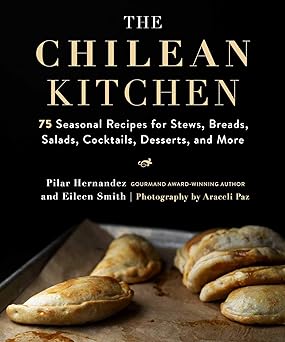 THE
CHILEAN
KITCHEN
75 Seasonal Recipes for Stews, Breads,
Salads, Cocktails, Desserts, and More
Pilar Hernandez GOURMAND AWARD-WINNING AUTHOR
and Eileen Smith | Photography by Araceli Paz